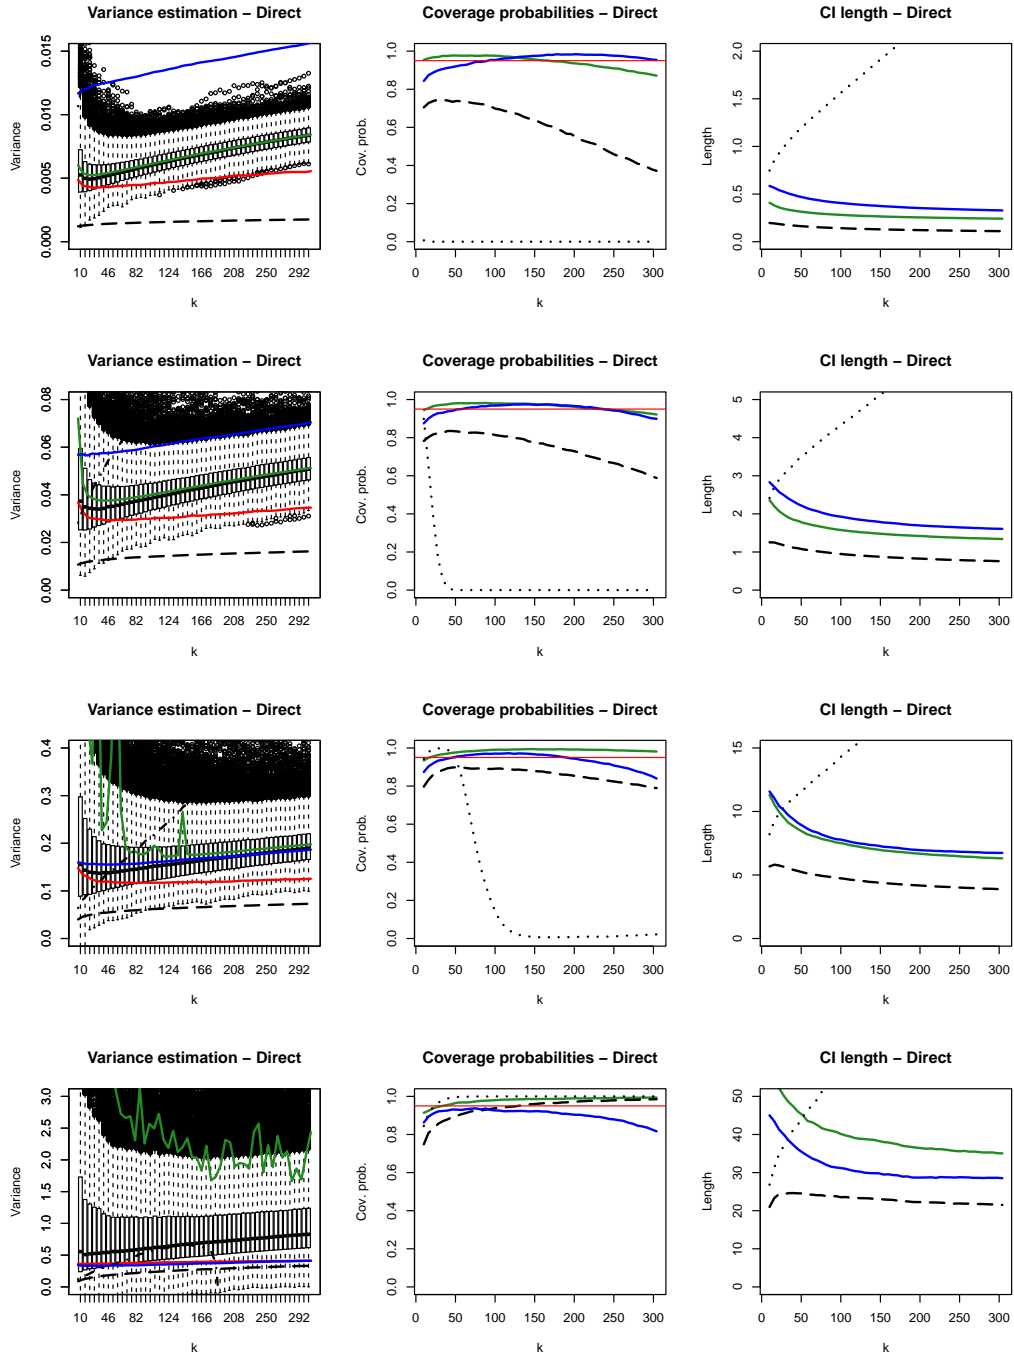 Variance estimation – Direct
Coverage probabilities – Direct
CI length – Direct
Variance
0.000 0.005 0.010 0.015
10 46 82 124 166 208 250 292
k
Cov. prob.
0.0 0.2 0.4 0.6 0.8 1.0
0 50 100 150 200 250 300
k
Length
0.0 0.5 1.0 1.5 2.0
0 50 100 150 200 250 300
k
Variance estimation – Direct
Coverage probabilities – Direct
CI length – Direct
Variance
0.00 0.02 0.04 0.06 0.08
10 46 82 124 166 208 250 292
k
Cov. prob.
0.0 0.2 0.4 0.6 0.8 1.0
0 50 100 150 200 250 300
k
Length
0 1 2 3 4 5
0 50 100 150 200 250 300
k
Variance estimation – Direct
Coverage probabilities – Direct
CI length – Direct
Variance
0.0 0.1 0.2 0.3 0.4
10 46 82 124 166 208 250 292
k
Cov. prob.
0.0 0.2 0.4 0.6 0.8 1.0
0 50 100 150 200 250 300
k
Length
0 5 10 15
0 50 100 150 200 250 300
k
Variance estimation – Direct
Coverage probabilities – Direct
CI length – Direct
Variance
0.0 0.5 1.0 1.5 2.0 2.5 3.0
10 46 82 124 166 208 250 292
k
Cov. prob.
0.0 0.2 0.4 0.6 0.8 1.0
0 50 100 150 200 250 300
k
Length
0 10 20 30 40 50
0 50 100 150 200 250 300
k